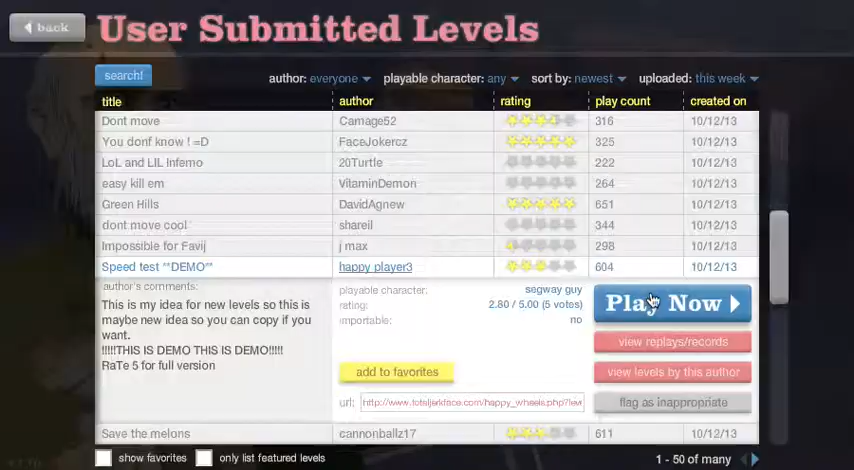 back
User Submitted Levels
search!
author: everyone playable character: any sort by: newest uploaded: this week
title author rating play count created on
Dont move Carnage52 316 10/12/13
You donf know ! =D FaceJokercz 325 10/12/13
LoL and LIL Inferno 20Turtle 222 10/12/13
easy kill em VitaminDemon 264 10/12/13
Green Hills DavidAgnew 651 10/12/13
dont move cool shareil 344 10/12/13
Impossible for Favij j max 298 10/12/13
Speed test **DEMO** happy player3 604 10/12/13
author's comments:
This is my idea for new levels so this is
maybe new idea so you can copy if you
want.
!!!!!THIS IS DEMO THIS IS DEMO!!!!!
RaTe 5 for full version
playable character: segway guy
rating: 2.80 / 5.00 (5 votes)
importable: no
add to favorites
url: http://www.totaljerkface.com/happy_wheels.php?lev
Play Now
view replays/records
view levels by this author
flag as inappropriate
Save the melons cannonballz17 611 10/12/13
show favorites only list featured levels 1 - 50 of many